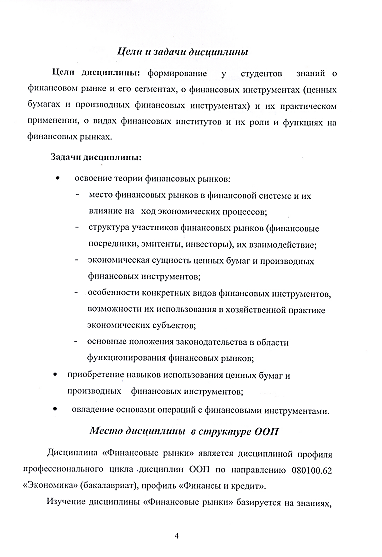 Цели и задачи дисциплины
Цели дисциплины: формирование у студентов знаний о
финансовом рынке и его сегментах, о финансовых инструментах (ценных
бумагах и производных финансовых инструментах) и их практическом
применении, о видах финансовых институтов и их роли и функциях на
финансовых рынках.
Задачи дисциплины:
• освоение теории финансовых рынков:
- место финансовых рынков в финансовой системе и их
влияние на ход экономических процессов;
- структура участников финансовых рынков (финансовые
посредники, эмитенты, инвесторы), их взаимодействие;
- экономическая сущность ценных бумаг и производных
финансовых инструментов;
- особенности конкретных видов финансовых инструментов,
возможности их использования в хозяйственной практике
экономических субъектов;
- основные положения законодательства в области
функционирования финансовых рынков;
• приобретение навыков использования ценных бумаг и
производных финансовых инструментов;
• овладение основами операций с финансовыми инструментами.
Место дисциплины в структуре ООП
Дисциплина «Финансовые рынки» является дисциплиной профиля
профессионального цикла дисциплин ООП по направлению 080100.62
«Экономика» (бакалавриат), профиль «Финансы и кредит».
Изучение дисциплины «Финансовые рынки» базируется на знаниях,
4